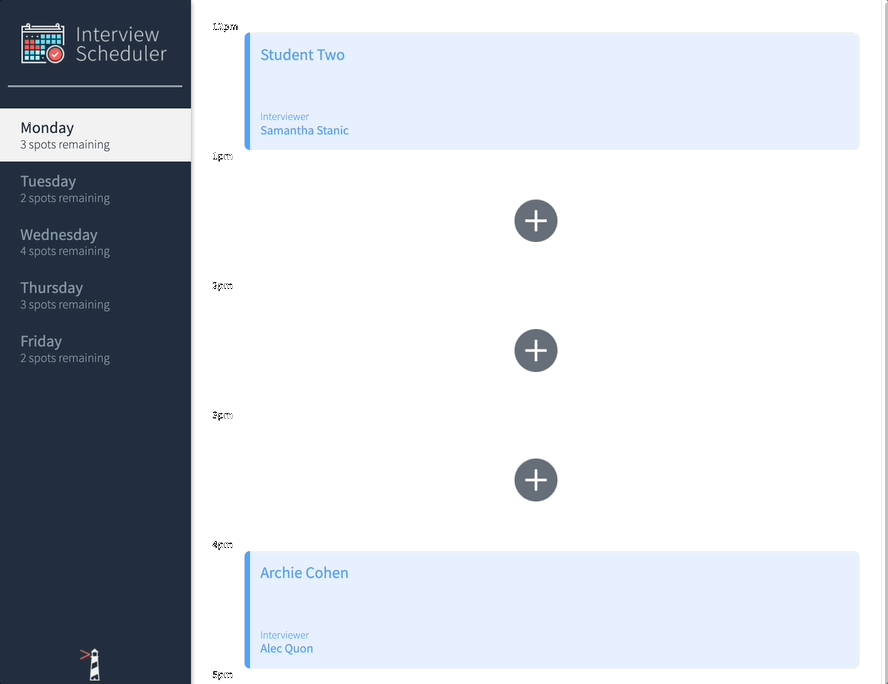 Interview
Scheduler
Monday
3 spots remaining
Tuesday
2 spots remaining
Wednesday
4 spots remaining
Thursday
3 spots remaining
Friday
2 spots remaining
12pm
Student Two
Interviewer
Samantha Stanic
1pm
2pm
3pm
4pm
Archie Cohen
Interviewer
Alec Quon
5pm